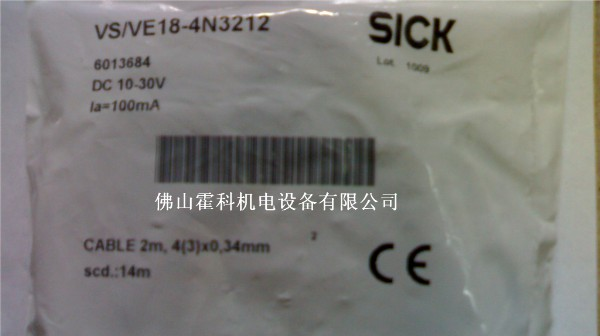 VS/VE18-4N3212
SICK
6013684
Lot 1509
DC 10-30V
Ia=100mA
佛山霍科机电设备有限公司
CABLE 2m, 4(3)x0,34mm 2
scd.:14m
CE